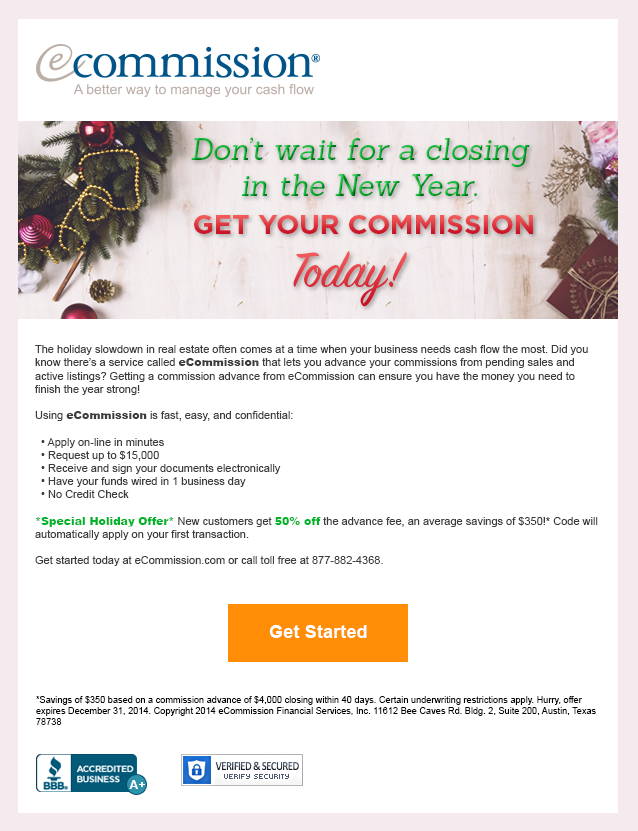 ecommission®
A better way to manage your cash flow
Don't wait for a closing
in the New Year.
GET YOUR COMMISSION
Today!
The holiday slowdown in real estate often comes at a time when your business needs cash flow the most. Did you
know there's a service called eCommission that lets you advance your commissions from pending sales and
active listings? Getting a commission advance from eCommission can ensure you have the money you need to
finish the year strong!
Using eCommission is fast, easy, and confidential:
• Apply on-line in minutes
• Request up to $15,000
• Receive and sign your documents electronically
• Have your funds wired in 1 business day
• No Credit Check
*Special Holiday Offer* New customers get 50% off the advance fee, an average savings of $350!* Code will
automatically apply on your first transaction.
Get started today at eCommission.com or call toll free at 877-882-4368.
Get Started
*Savings of $350 based on a commission advance of $4,000 closing within 40 days. Certain underwriting restrictions apply. Hurry, offer
expires December 31, 2014. Copyright 2014 eCommission Financial Services, Inc. 11612 Bee Caves Rd. Bldg. 2, Suite 200, Austin, Texas
78738
BBB.
ACCREDITED
BUSINESS
A+
VERIFIED & SECURED
VERIFY SECURITY